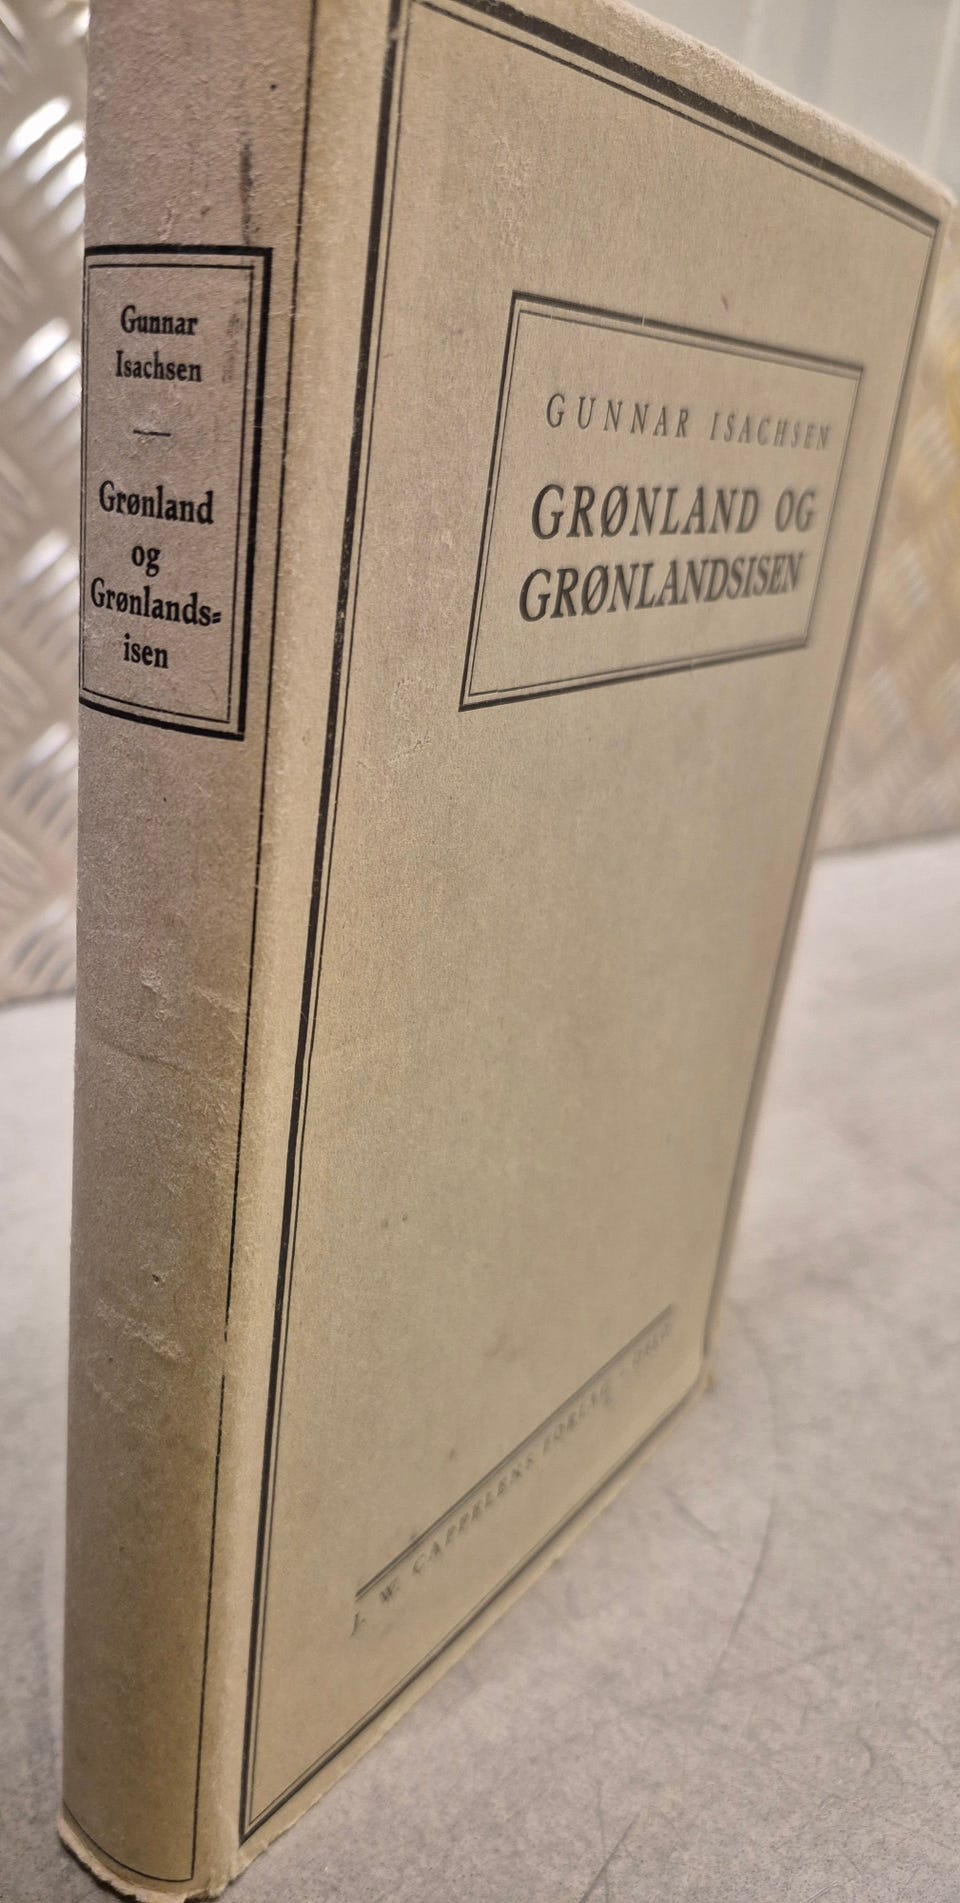 Gunnar
Isachsen
Grønland
og
Grønlands=
isen
GUNNAR ISACHSEN
GRØNLAND OG
GRØNLANDSISEN
J. W. CAPPELENS FORLAG - OSLO